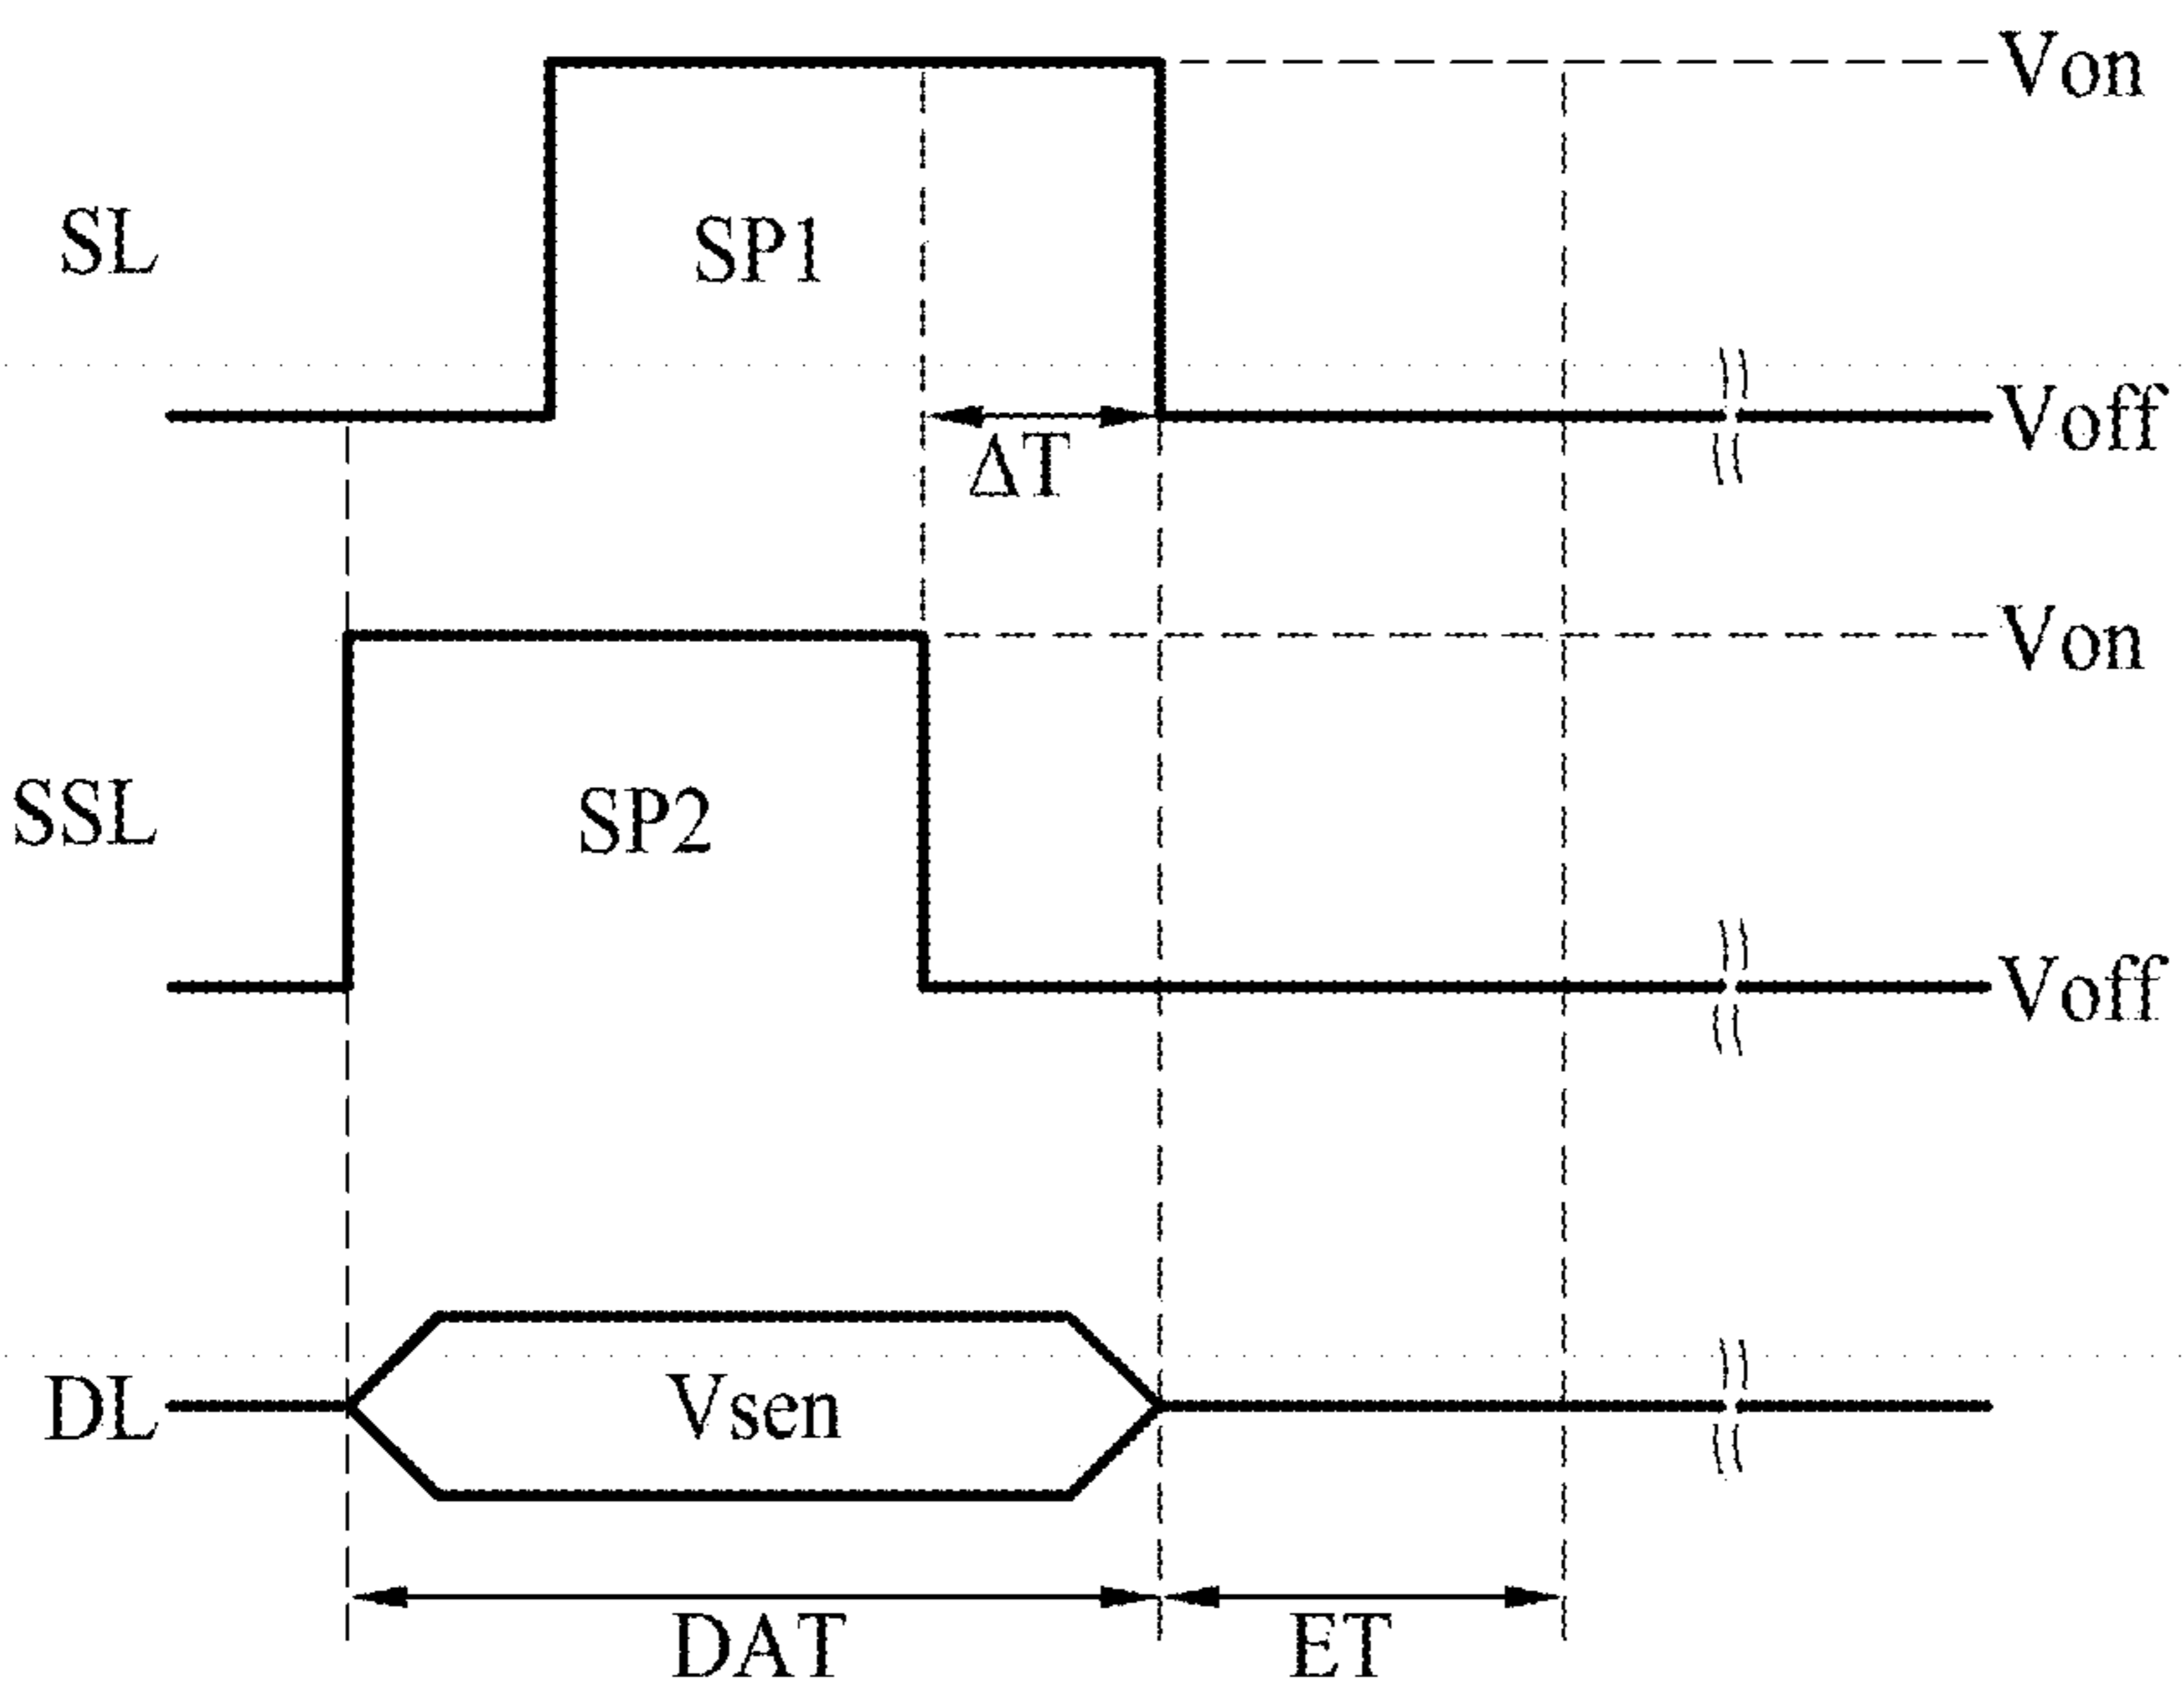 Von
SL
SP1
Voff
ΔT
Von
SSL
SP2
Voff
DL
Vsen
DAT
ET